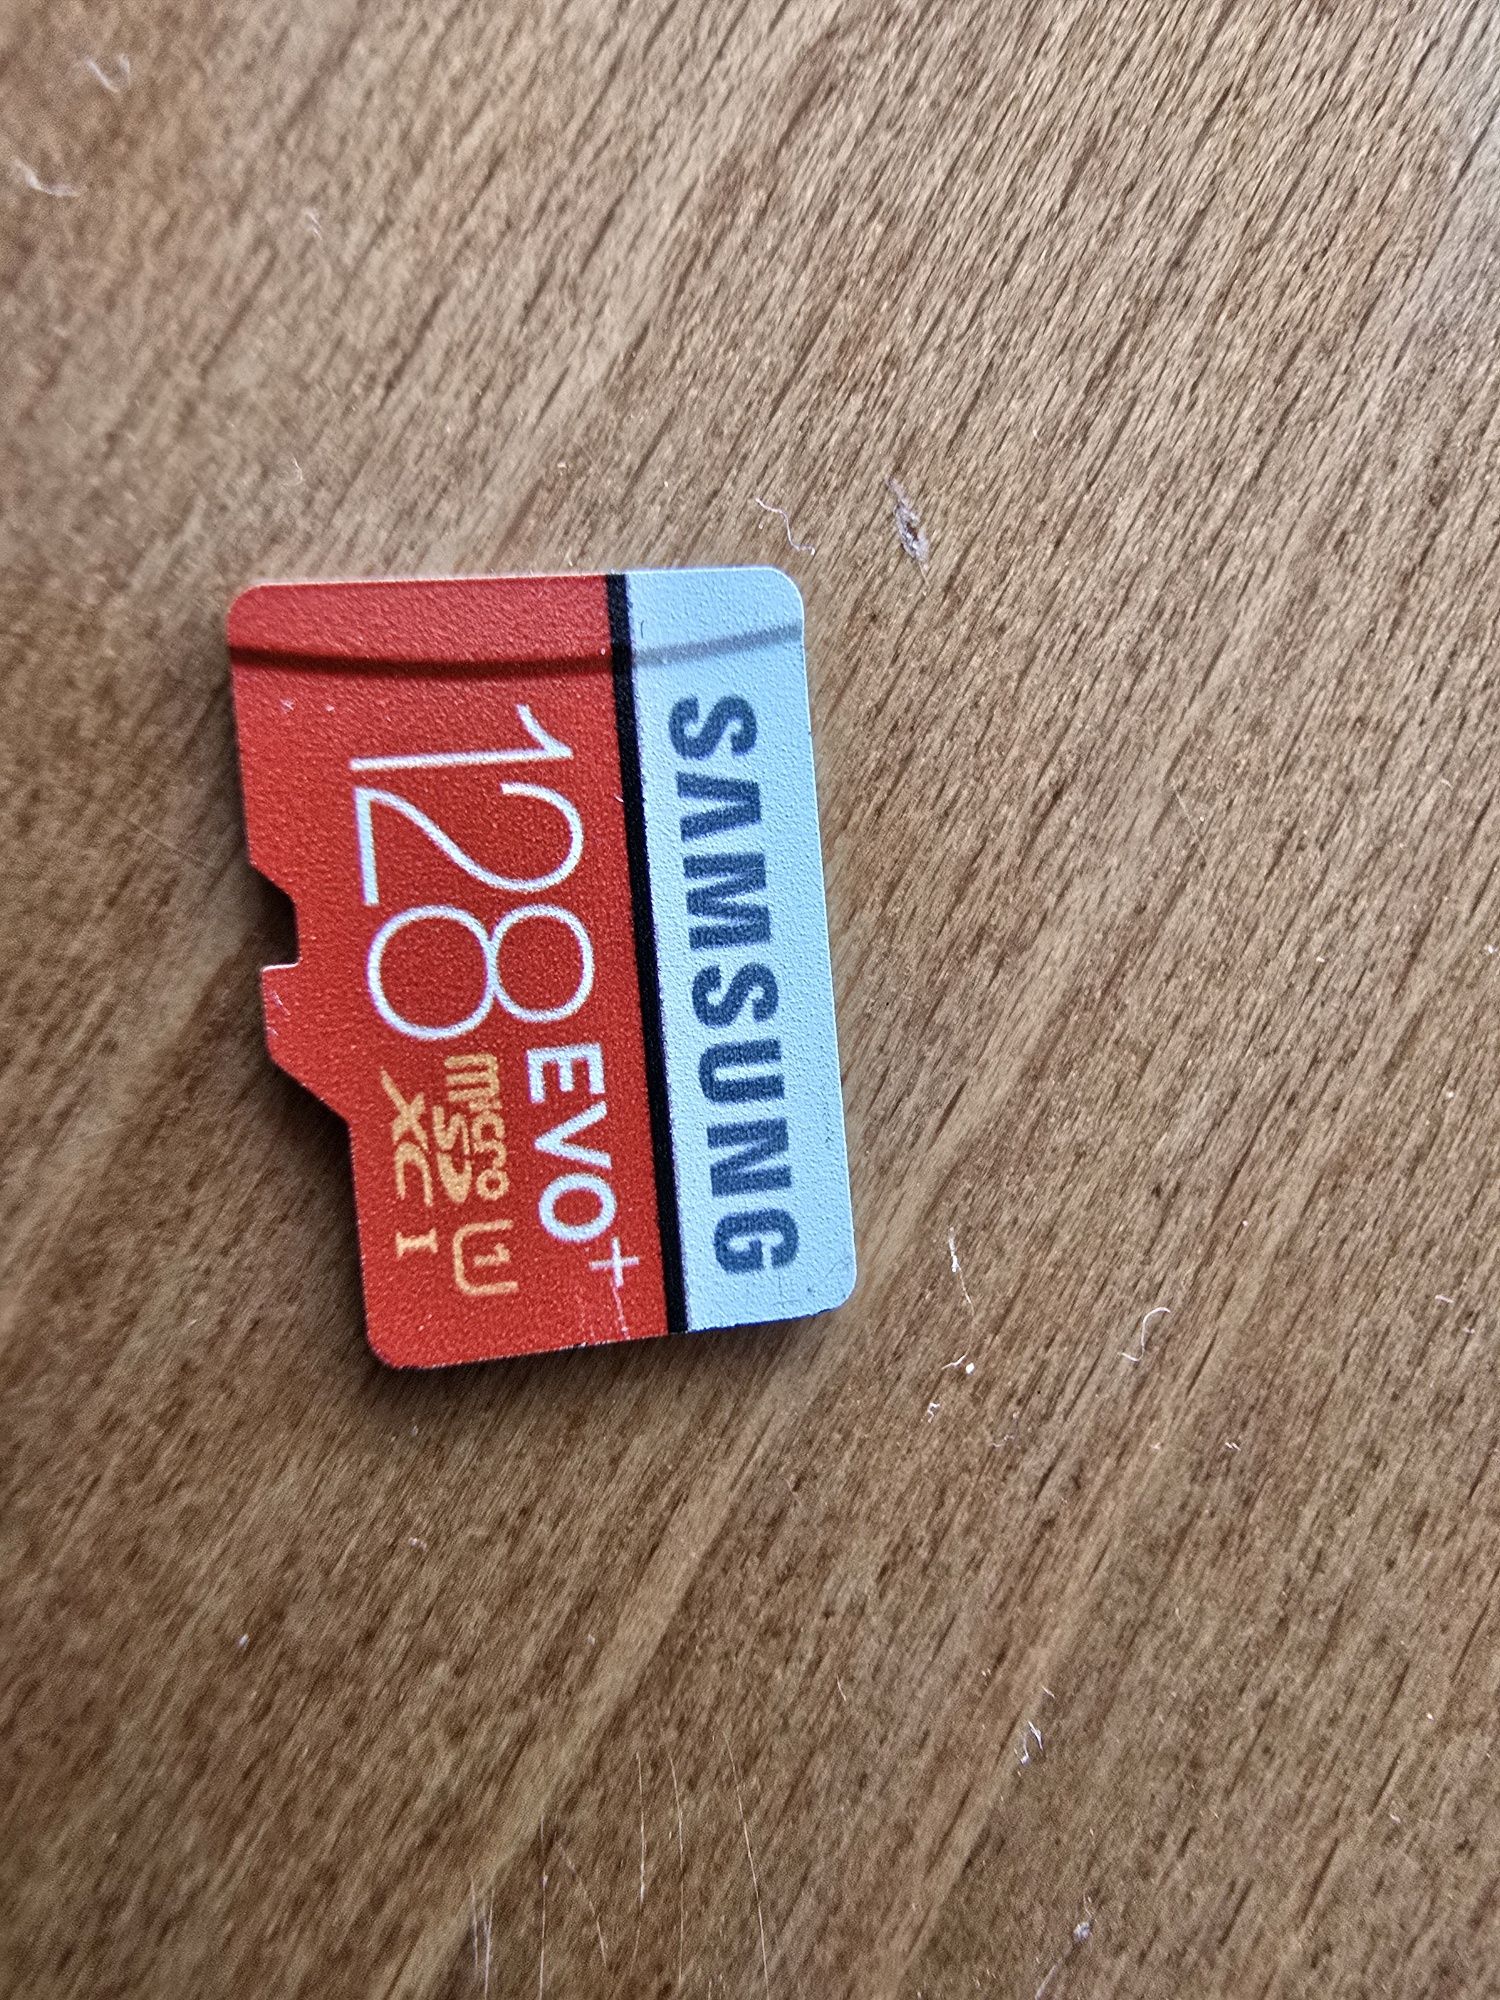 SAMSUNG
128 EVO+
micro SD XC I U1